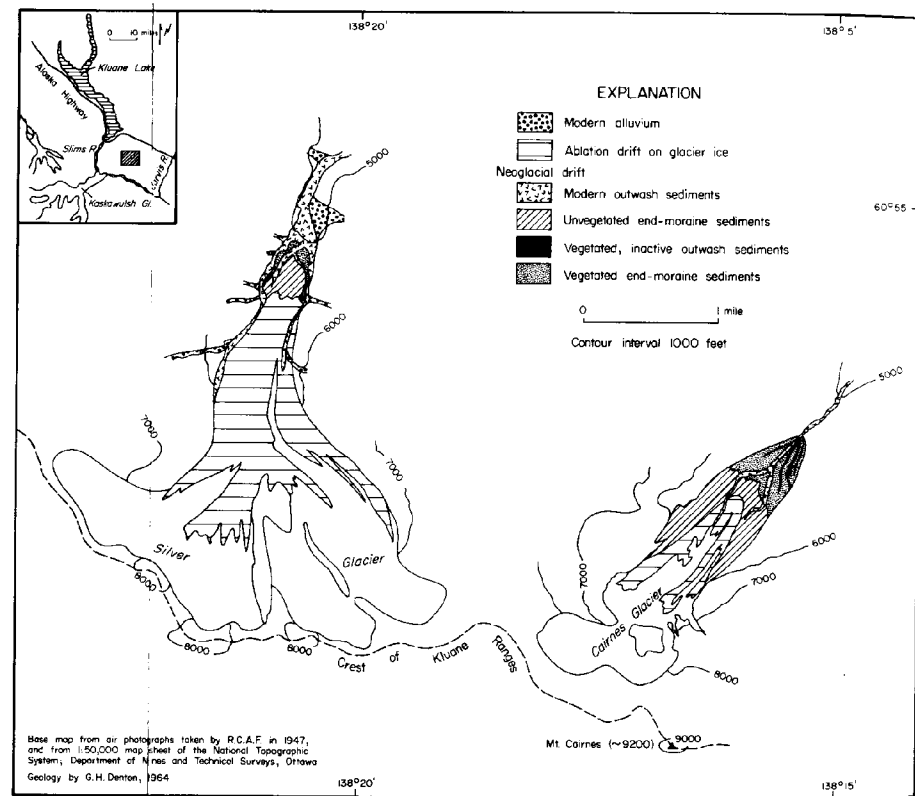 138°20'
138°5'
0 10 miles N
Kluane Lake
Alaska Highway
Slims R.
Jarvis R.
Kaskawulsh Gl.
EXPLANATION
Modern alluvium
Ablation drift on glacier ice
Neoglacial drift
Modern outwash sediments
Unvegetated end-moraine sediments
Vegetated, inactive outwash sediments
Vegetated end-moraine sediments
0 1 mile
Contour interval 1000 feet
60°55
5000
6000
7000
7000
5000
6000
7000
7000
8000
Silver
Glacier
Cairnes Glacier
8000
8000
8000
Crest of Kluane Ranges
Mt. Cairnes (~9200)
9000
Base map from air photographs taken by R.C.A.F. in 1947,
and from 1:50,000 map sheet of the National Topographic
System; Department of Mines and Technical Surveys, Ottawa
Geology by G.H. Denton, 1964
138°20'
138°15'